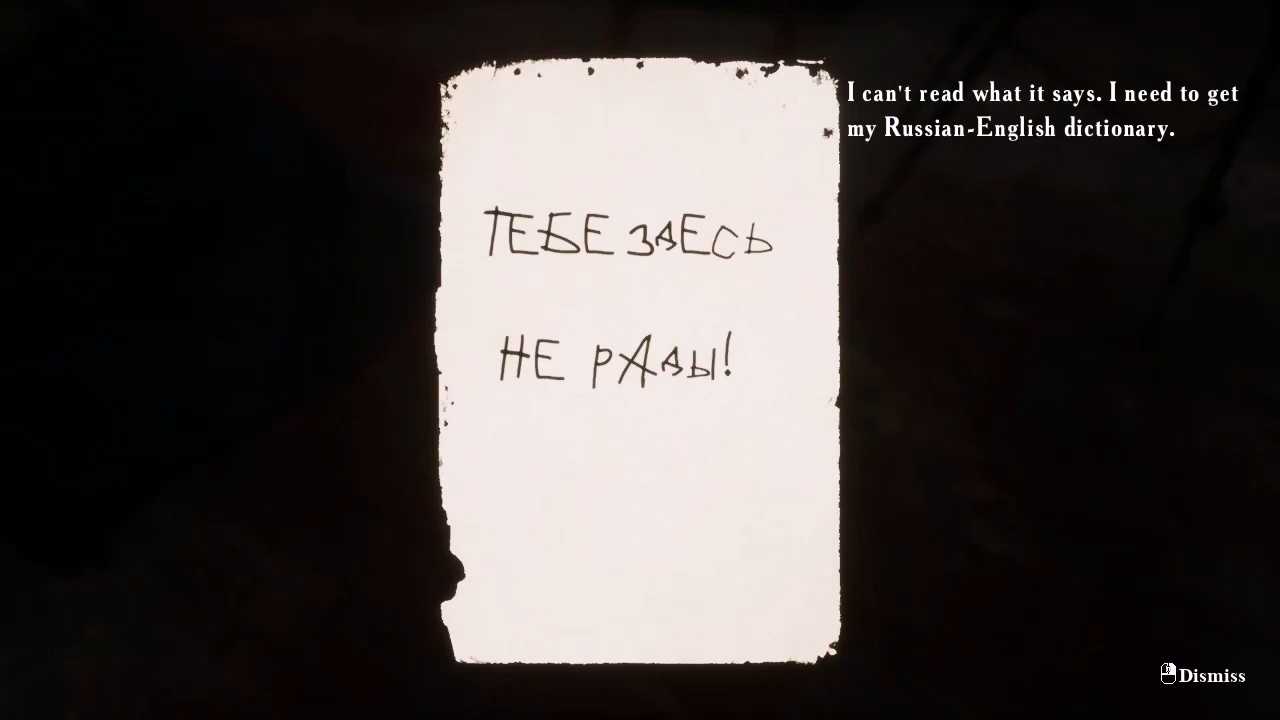 I can't read what it says. I need to get
my Russian-English dictionary.
ТЕБЕ ЗДЕСЬ
НЕ РАДЫ!
Dismiss